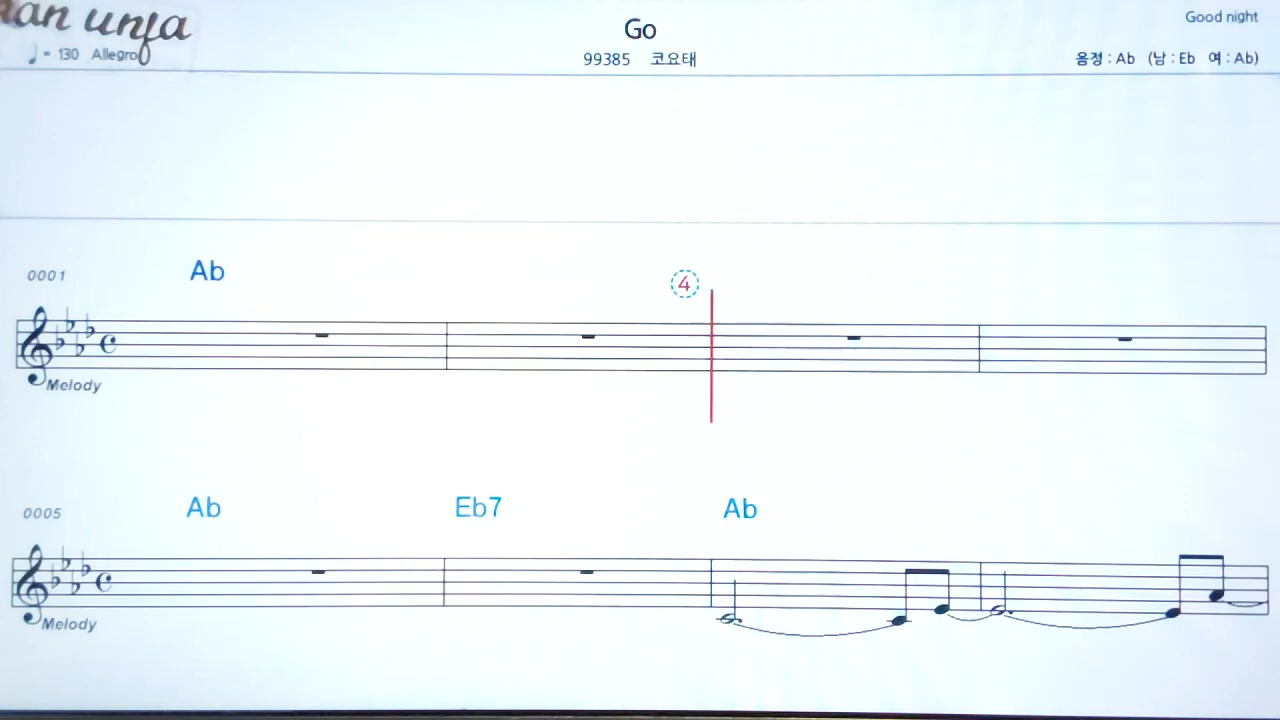 Go
Good night
♩ = 130 Allegro
99385 코요태
음정 : Ab (남 : Eb 여 : Ab)
0001
Ab
4
Melody
0005
Ab Eb7 Ab
Melody